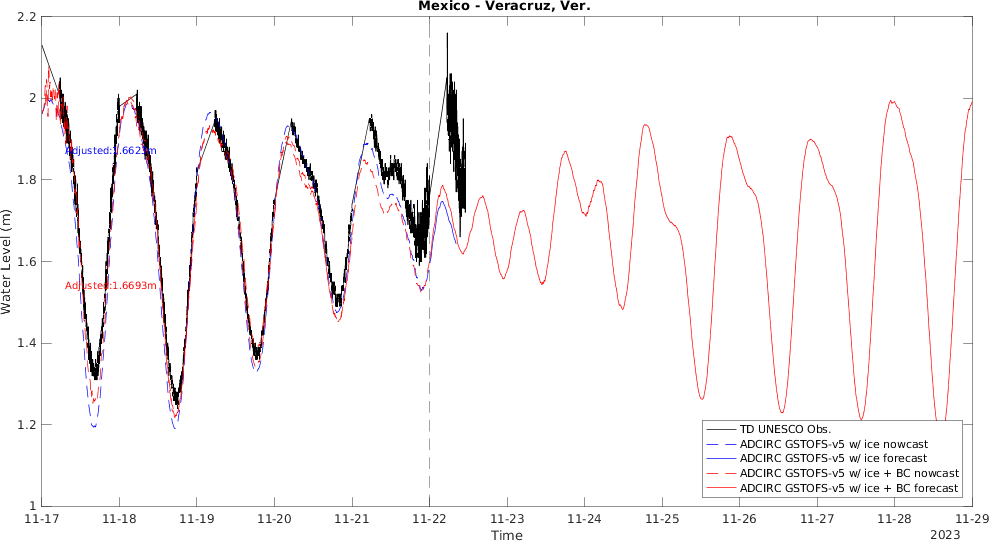 Mexico - Veracruz, Ver.
Water Level (m)
2.2
2
1.8
1.6
1.4
1.2
1
Adjusted:1.6693m
TD UNESCO Obs.
ADCIRC GSTOFS-v5 w/ ice nowcast
ADCIRC GSTOFS-v5 w/ ice forecast
ADCIRC GSTOFS-v5 w/ ice + BC nowcast
ADCIRC GSTOFS-v5 w/ ice + BC forecast
11-17 11-18 11-19 11-20 11-21 11-22 11-23 11-24 11-25 11-26 11-27 11-28 11-29
Time
2023